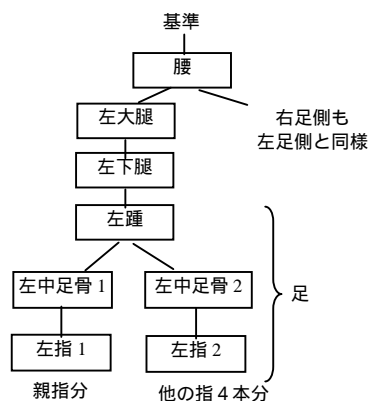 基準
腰
左大腿
右足側も
左足側と同様
左下腿
左踵
左中足骨 1
左中足骨 2
足
左指 1
左指 2
親指分
他の指 4 本分